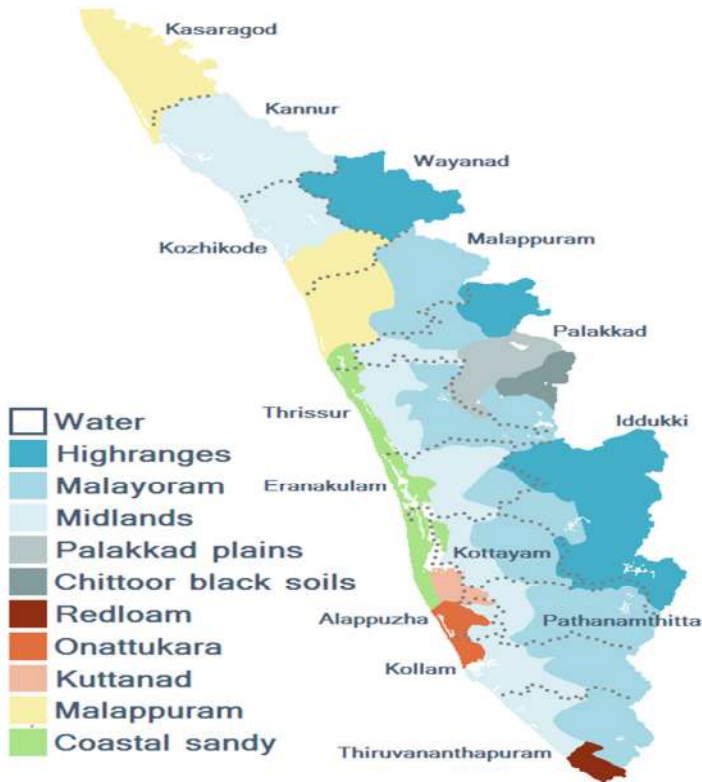 Kasaragod
Kannur
Wayanad
Kozhikode
Malappuram
Palakkad
Thrissur
Iddukki
Eranakulam
Kottayam
Alappuzha
Pathanamthitta
Kollam
Thiruvananthapuram
Water
Highranges
Malayoram
Midlands
Palakkad plains
Chittoor black soils
Redloam
Onattukara
Kuttanad
Malappuram
Coastal sandy